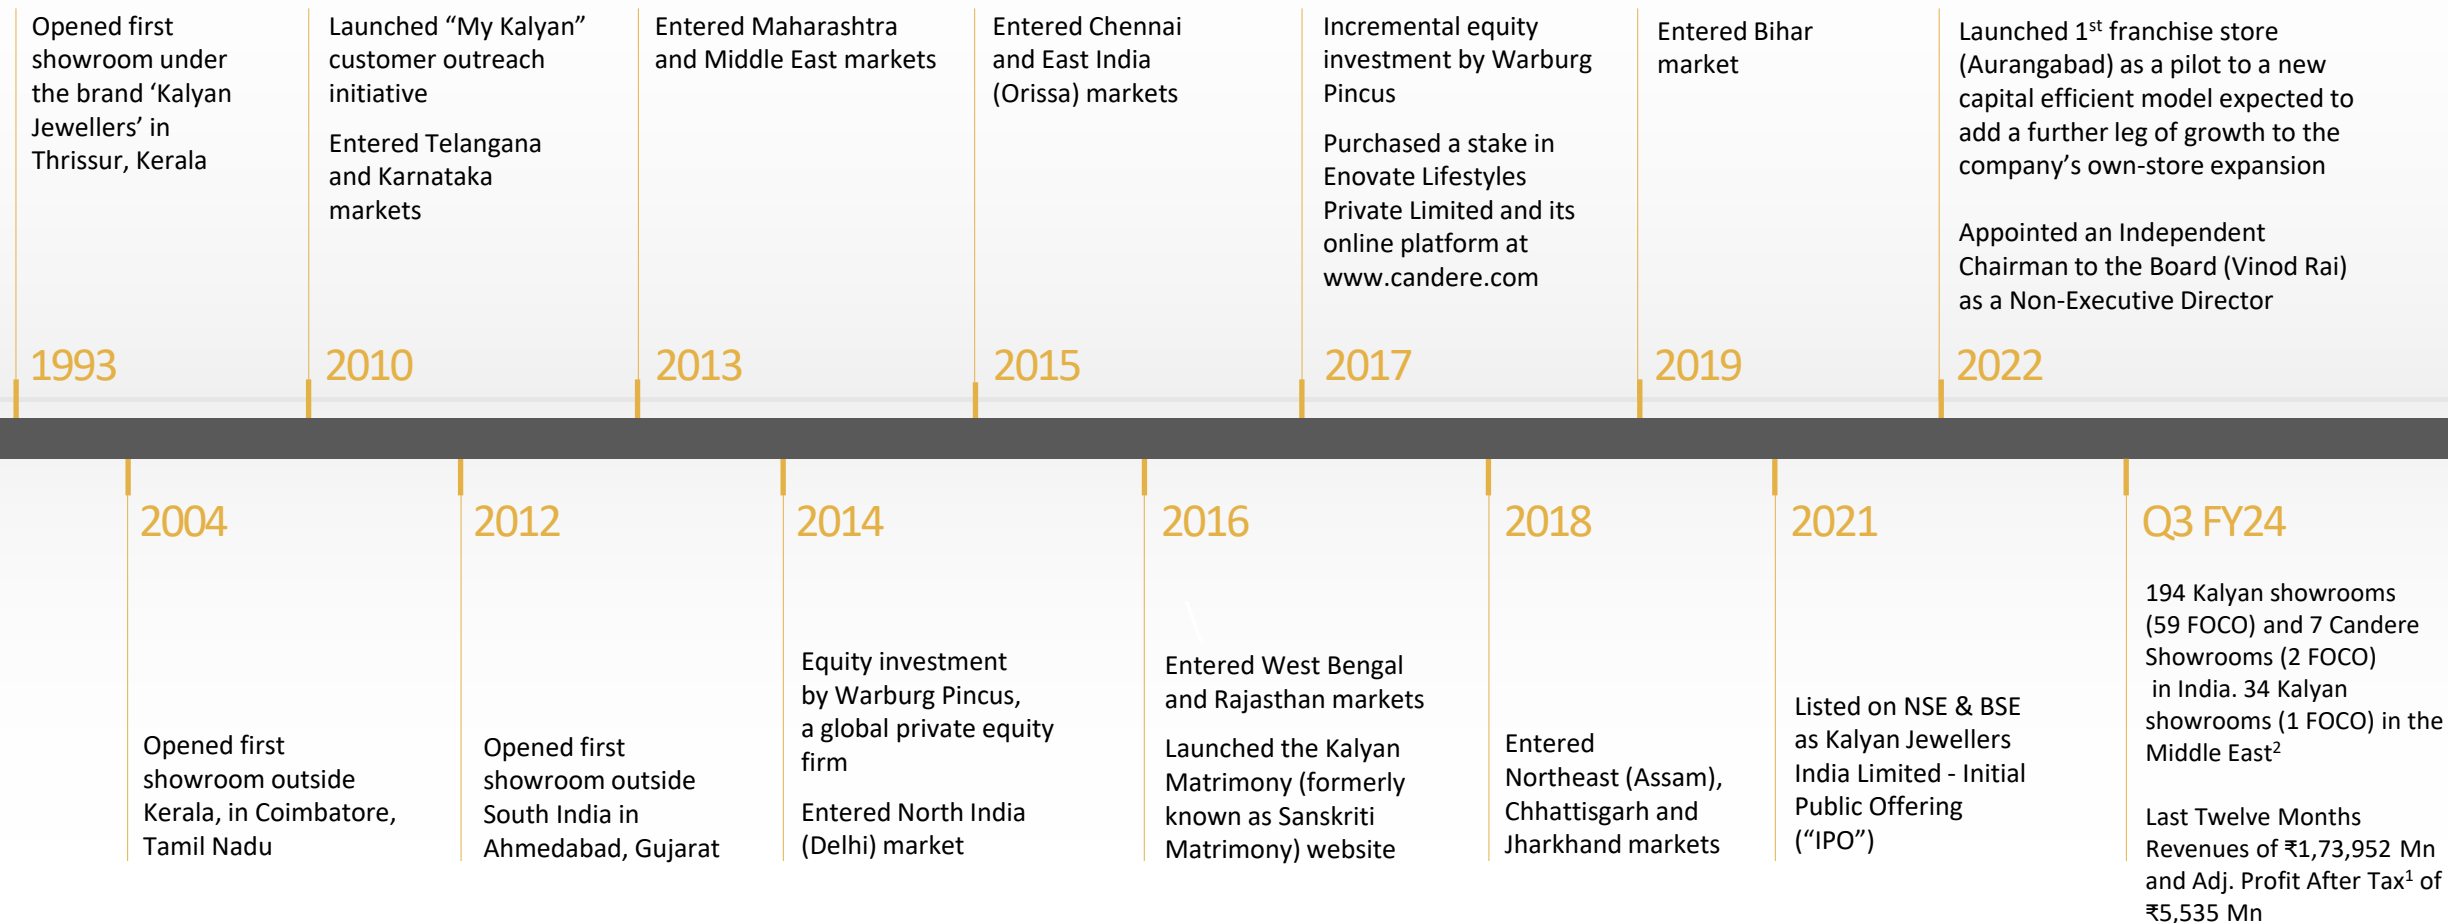 Opened first
showroom under
the brand ‘Kalyan
Jewellers’ in
Thrissur, Kerala
1993
Launched “My Kalyan”
customer outreach
initiative
Entered Telangana
and Karnataka
markets
2010
Entered Maharashtra
and Middle East markets
2013
Entered Chennai
and East India
(Orissa) markets
2015
Incremental equity
investment by Warburg
Pincus
Purchased a stake in
Enovate Lifestyles
Private Limited and its
online platform at
www.candere.com
2017
Entered Bihar
market
2019
Launched 1st franchise store
(Aurangabad) as a pilot to a new
capital efficient model expected to
add a further leg of growth to the
company’s own-store expansion
Appointed an Independent
Chairman to the Board (Vinod Rai)
as a Non-Executive Director
2022
2004
Opened first
showroom outside
Kerala, in Coimbatore,
Tamil Nadu
2012
Opened first
showroom outside
South India in
Ahmedabad, Gujarat
2014
Equity investment
by Warburg Pincus,
a global private equity
firm
Entered North India
(Delhi) market
2016
Entered West Bengal
and Rajasthan markets
Launched the Kalyan
Matrimony (formerly
known as Sanskriti
Matrimony) website
2018
Entered
Northeast (Assam),
Chhattisgarh and
Jharkhand markets
2021
Listed on NSE & BSE
as Kalyan Jewellers
India Limited - Initial
Public Offering
(“IPO”)
Q3 FY24
194 Kalyan showrooms
(59 FOCO) and 7 Candere
Showrooms (2 FOCO)
in India. 34 Kalyan
showrooms (1 FOCO) in the
Middle East2
Last Twelve Months
Revenues of ₹1,73,952 Mn
and Adj. Profit After Tax1 of
₹5,535 Mn